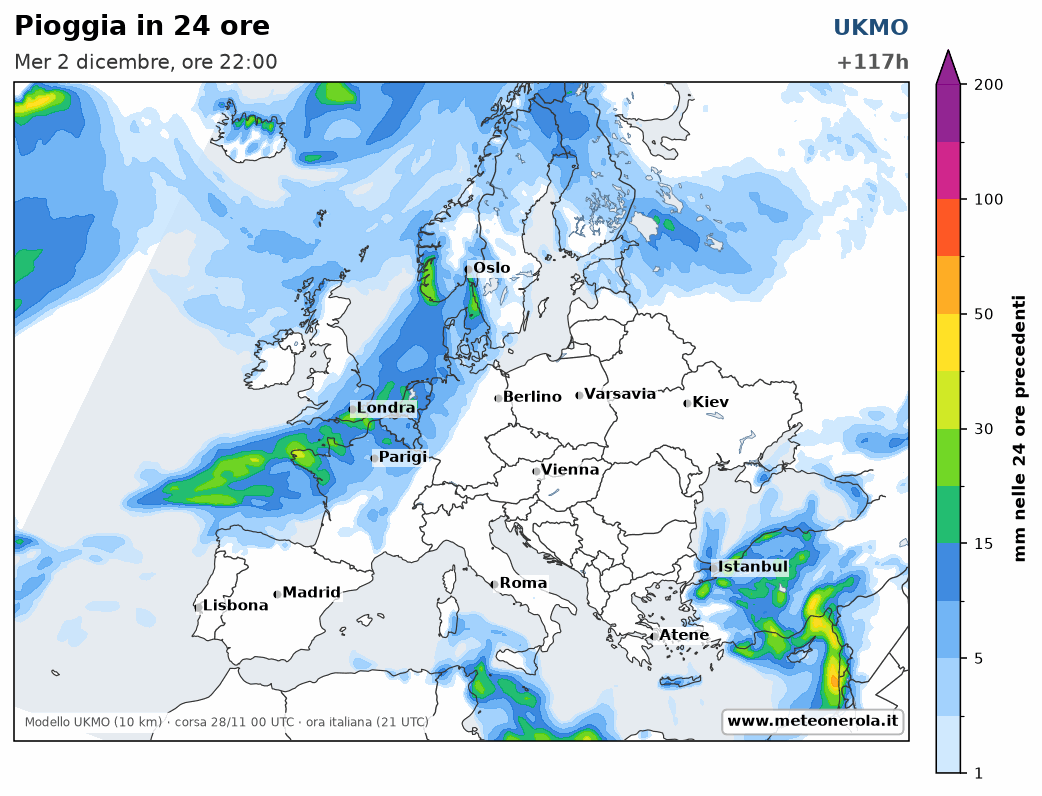 Pioggia in 24 ore
UKMO
Mer 2 dicembre, ore 22:00
+117h
Oslo
Londra
Berlino
Varsavia
Kiev
Parigi
Vienna
Istanbul
Roma
Madrid
Lisbona
Atene
Modello UKMO (10 km) · corsa 28/11 00 UTC · ora italiana (21 UTC)
www.meteonerola.it
200
100
50
30
15
5
1
mm nelle 24 ore precedenti